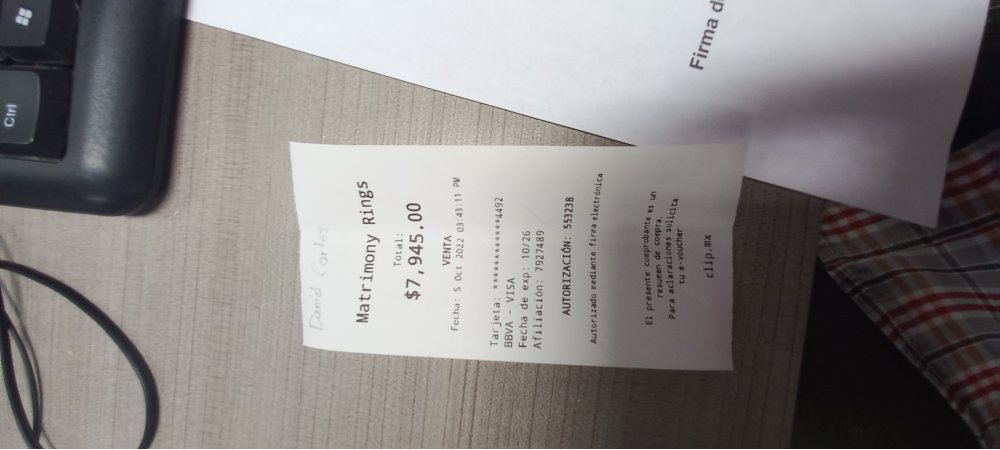 Daniel Cortez
Matrimony Rings
Total:
$7,945.00
VENTA
Fecha: 5 Oct 2022 03:43:11 PM
Tarjeta: ************4492
BBVA - VISA
Fecha de exp: 10/26
Afiliación: 7927489
AUTORIZACIÓN: 553238
Autorizado mediante firma electrónica
El presente comprobante es un
resumen de compra.
Para aclaraciones solicita
tu e-voucher
clip.mx
Firma
Ctrl